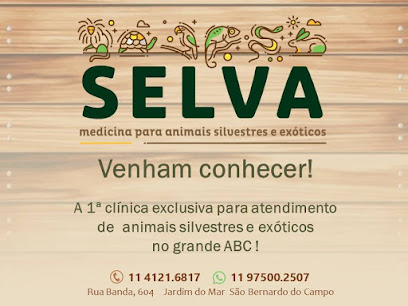 SELVA
medicina para animais silvestres e exóticos
Venham conhecer!
A 1ª clínica exclusiva para atendimento
de animais silvestres e exóticos
no grande ABC !
11 4121.6817 11 97500.2507
Rua Banda, 604 Jardim do Mar São Bernardo do Campo